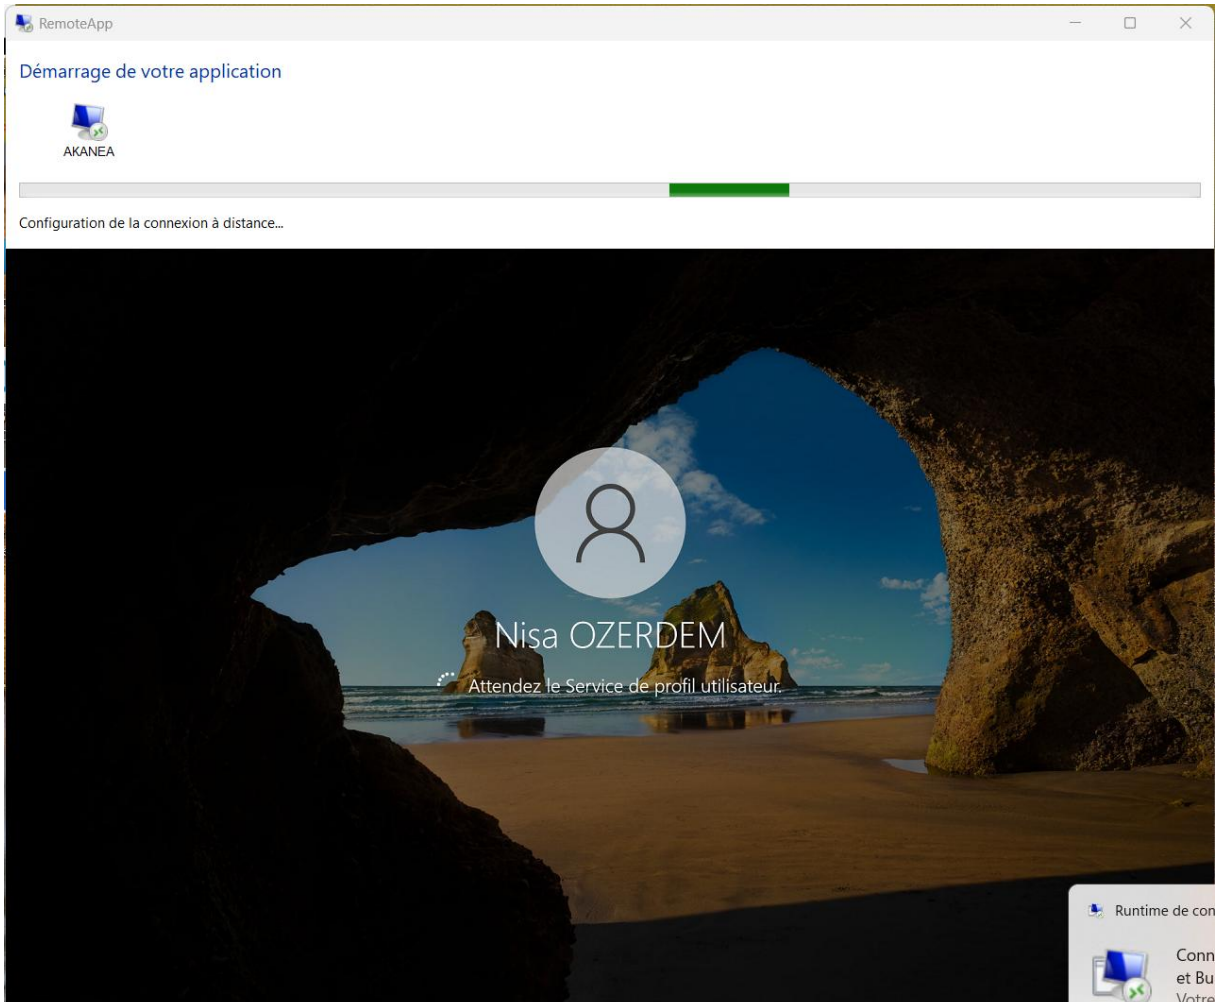 RemoteApp
Démarrage de votre application
AKANEA
Configuration de la connexion à distance...
Nisa OZERDEM
Attendez le Service de profil utilisateur.
Runtime de con
Conn
et Bu
Votre